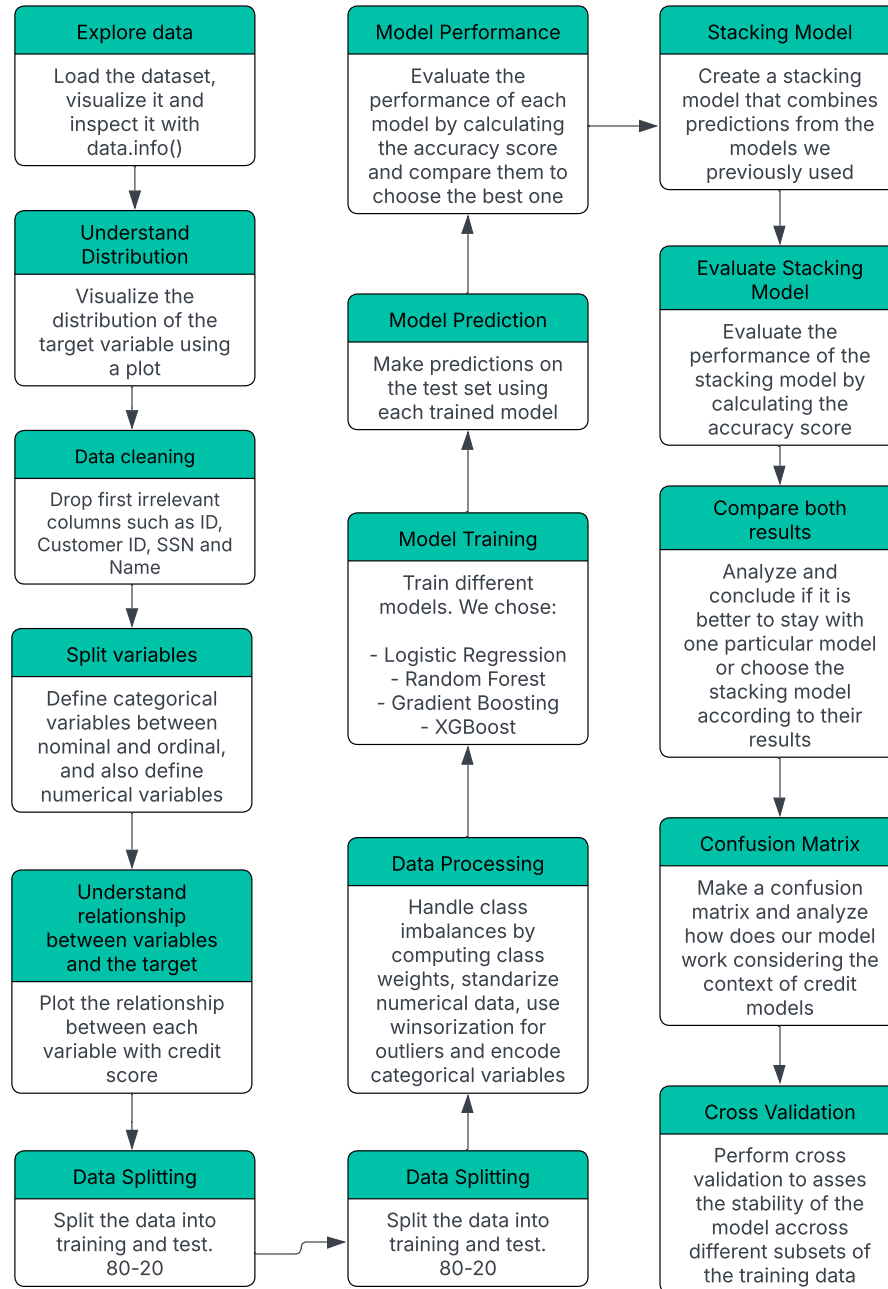 Explore data
Load the dataset,
visualize it and
inspect it with
data.info()
Understand
Distribution
Visualize the
distribution of the
target variable using
a plot
Data cleaning
Drop first irrelevant
columns such as ID,
Customer ID, SSN and
Name
Split variables
Define categorical
variables between
nominal and ordinal,
and also define
numerical variables
Understand
relationship
between variables
and the target
Plot the relationship
between each
variable with credit
score
Data Splitting
Split the data into
training and test.
80-20
Data Splitting
Split the data into
training and test.
80-20
Data Processing
Handle class
imbalances by
computing class
weights, standarize
numerical data, use
winsorization for
outliers and encode
categorical variables
Model Training
Train different
models. We chose:
- Logistic Regression
- Random Forest
- Gradient Boosting
- XGBoost
Model Prediction
Make predictions on
the test set using
each trained model
Model Performance
Evaluate the
performance of each
model by calculating
the accuracy score
and compare them to
choose the best one
Stacking Model
Create a stacking
model that combines
predictions from the
models we
previously used
Evaluate Stacking
Model
Evaluate the
performance of the
stacking model by
calculating the
accuracy score
Compare both
results
Analyze and
conclude if it is
better to stay with
one particular model
or choose the
stacking model
according to their
results
Confusion Matrix
Make a confusion
matrix and analyze
how does our model
work considering the
context of credit
models
Cross Validation
Perform cross
validation to asses
the stability of the
model accross
different subsets of
the training data